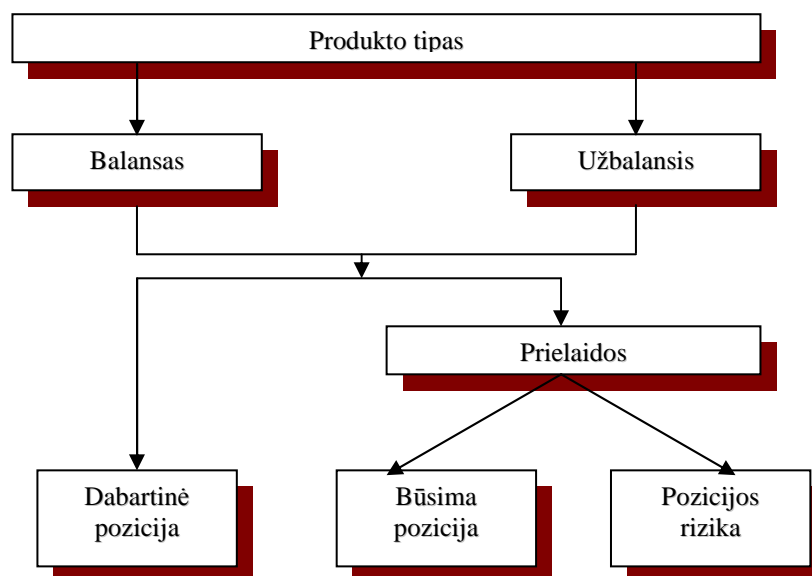 Produkto tipas
Balansas
Užbalansis
Prielaidos
Dabartinė
pozicija
Būsima
pozicija
Pozicijos
rizika